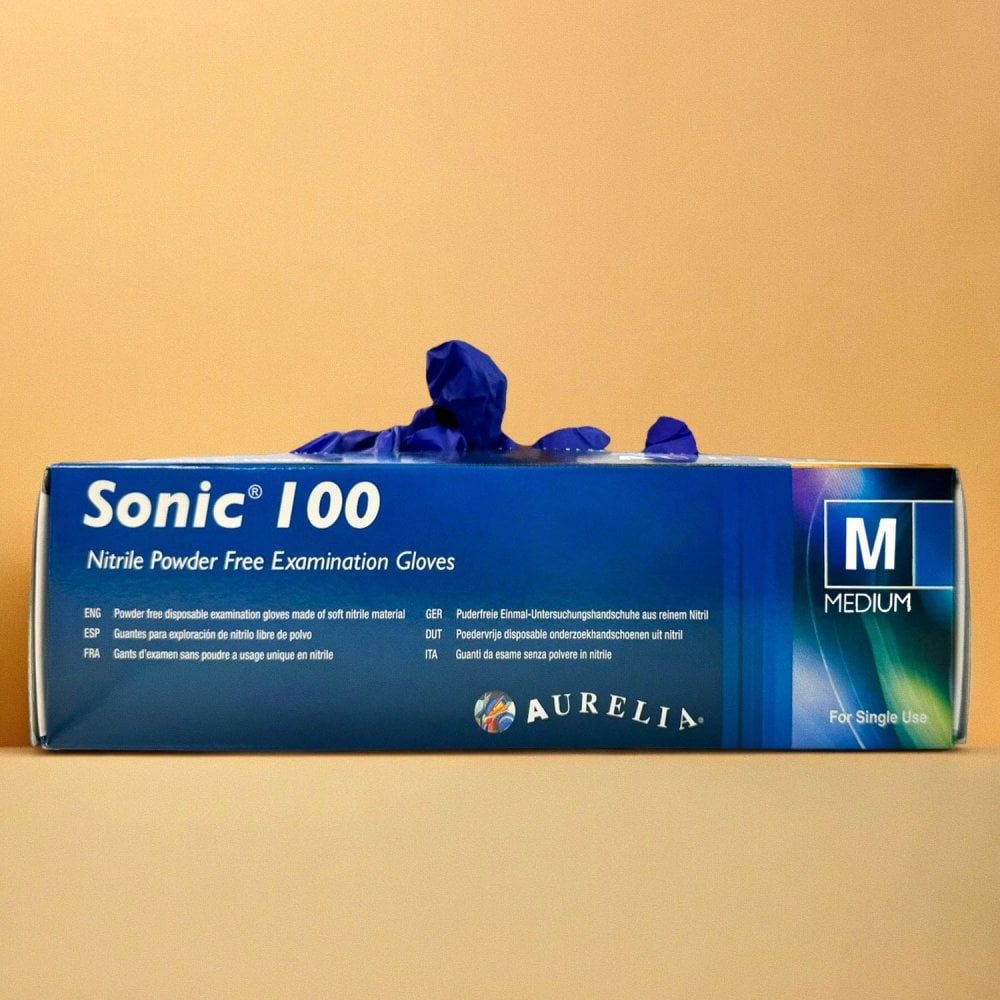 Sonic® 100
Nitrile Powder Free Examination Gloves
ENG Powder free disposable examination gloves made of soft nitrile material
ESP Guantes para exploración de nitrilo libre de polvo
FRA Gants d'examen sans poudre a usage unique en nitrile
GER Puderfreie Einmal-Untersuchungshandschuhe aus reinem Nitril
DUT Poedervrije disposable onderzoekhandschoenen uit nitril
ITA Guanti da esame senza polvere in nitrile
AURELIA®
M
MEDIUM
For Single Use